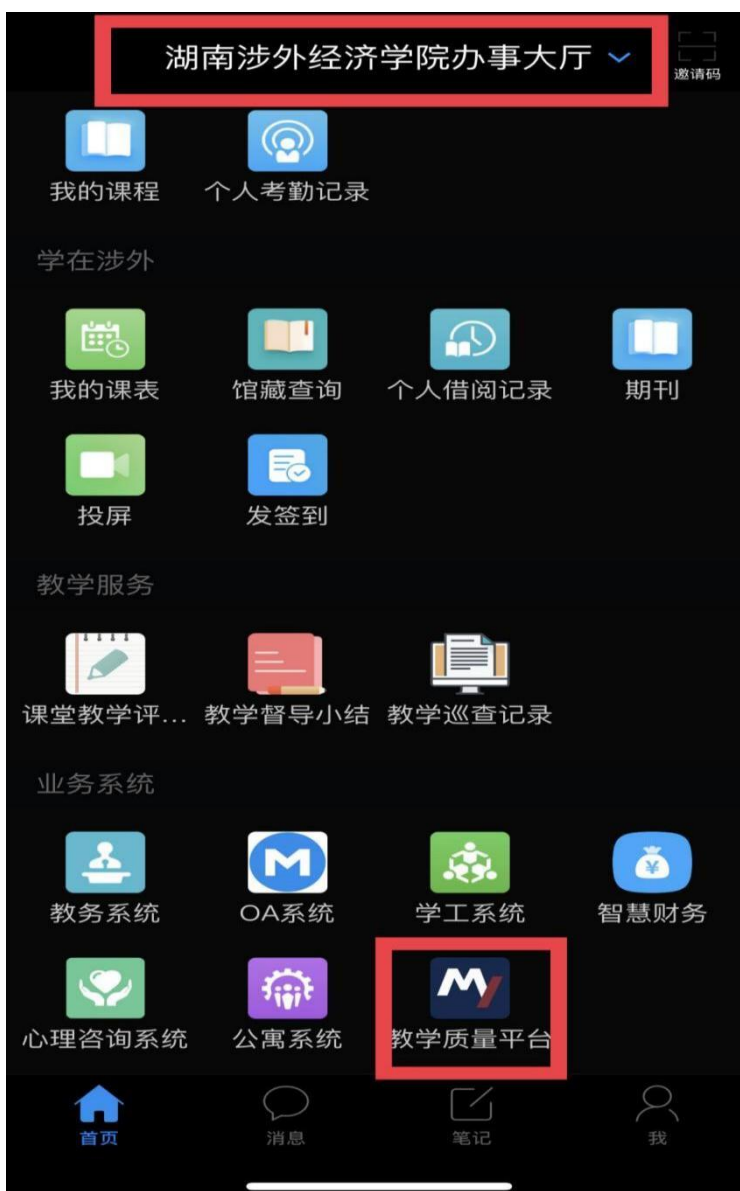 湖南涉外经济学院办事大厅
邀请码
我的课程 个人考勤记录
学在涉外
我的课表 馆藏查询 个人借阅记录 期刊
投屏 发签到
教学服务
课堂教学评... 教学督导小结 教学巡查记录
业务系统
M
¥
教务系统 OA系统 学工系统 智慧财务
My
心理咨询系统 公寓系统 教学质量平台
首页 消息 笔记 我